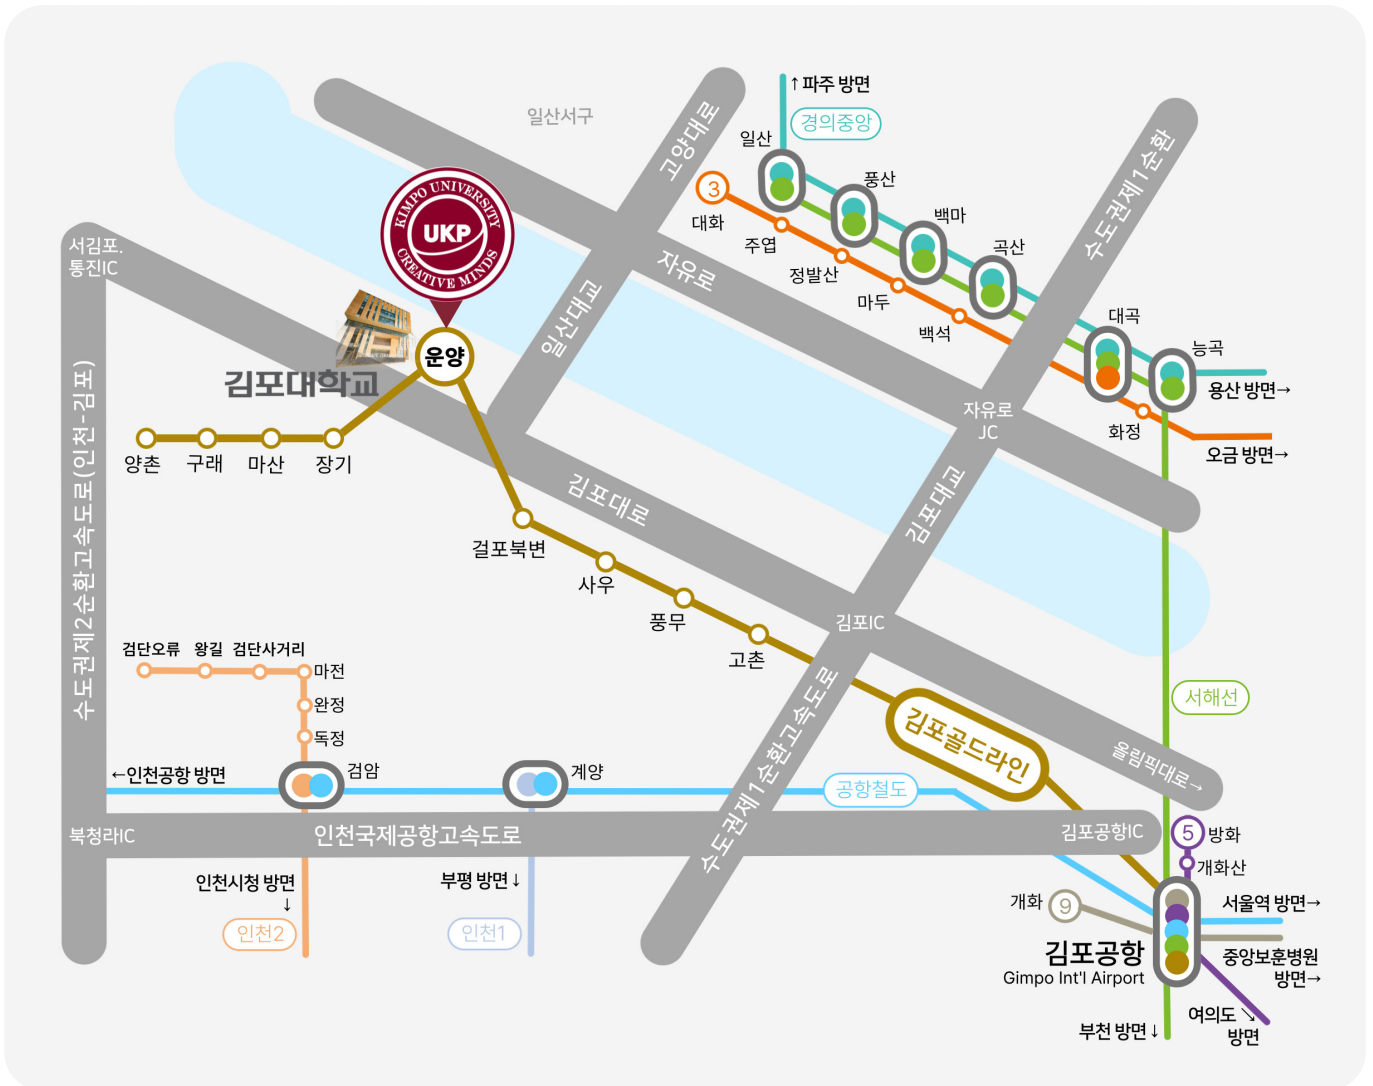 ↑파주 방면
경의중앙
일산서구
고양대로
수도권제1순환
일산
풍산
백마
곡산
대곡
능곡
3
대화
주엽
정발산
마두
백석
화정
용산 방면→
오금 방면→
KIMPO UNIVERSITY
UKP
CREATIVE MINDS
서김포.
통진IC
자유로
일산대교
운양
김포대학교
자유로
JC
양촌
구래
마산
장기
김포대로
김포대교
걸포북변
사우
풍무
고촌
김포IC
수도권제2순환고속도로(인천-김포)
서해선
검단오류
왕길
검단사거리
마전
완정
독정
검암
계양
←인천공항 방면
김포골드라인
올림픽대로→
공항철도
수도권제1순환고속도로
북청라IC
인천국제공항고속도로
김포공항IC
5
방화
개화산
인천시청 방면
↓
인천2
부평 방면↓
인천1
개화
9
서울역 방면→
김포공항
Gimpo Int'l Airport
중앙보훈병원
방면→
여의도 ↘
방면
부천 방면↓